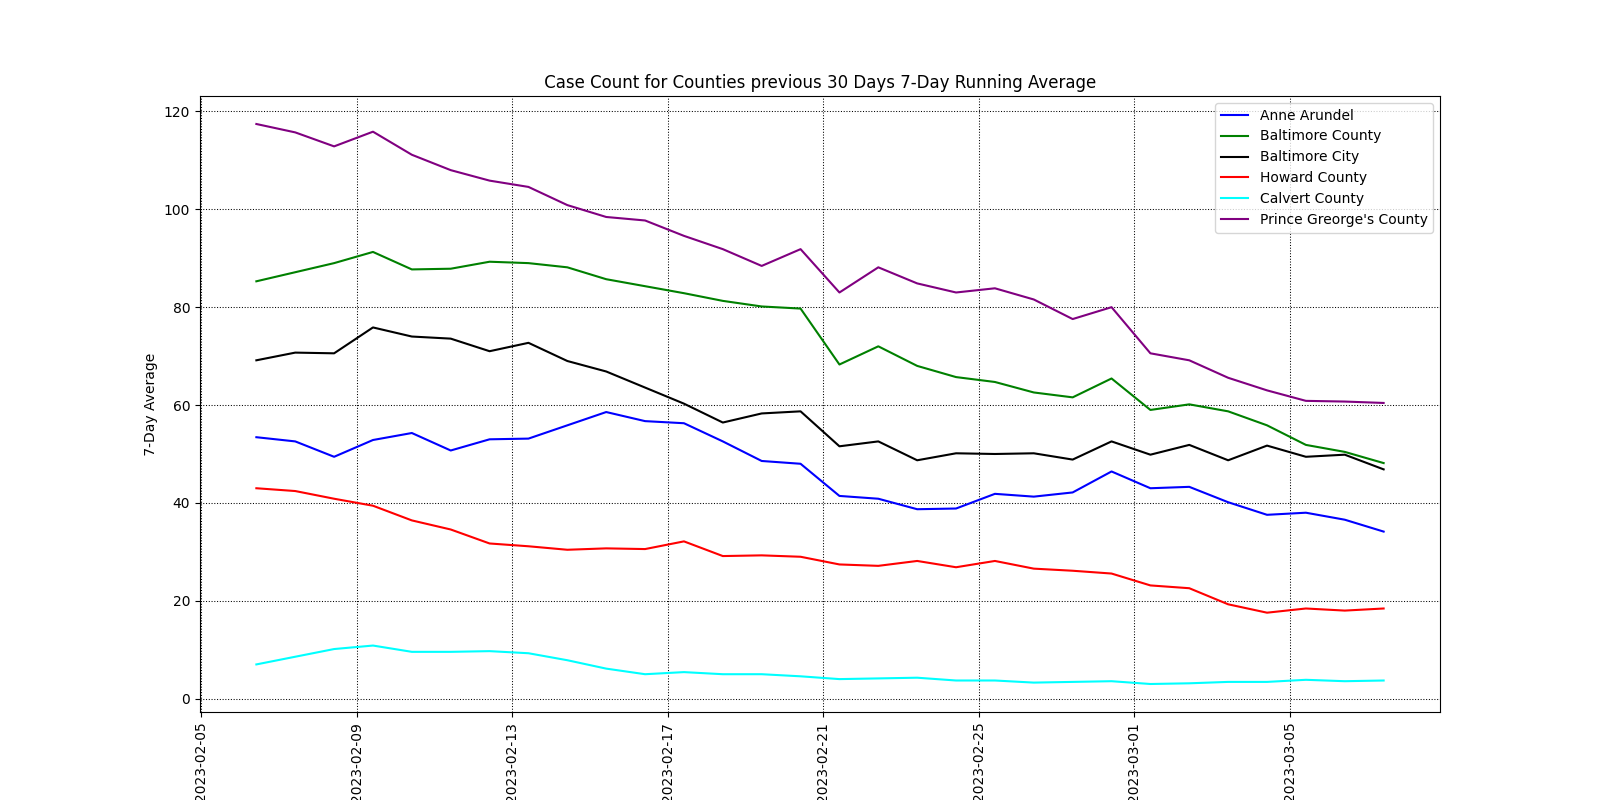 Case Count for Counties previous 30 Days 7-Day Running Average
120
100
80
60
40
20
0
7-Day Average
Anne Arundel
Baltimore County
Baltimore City
Howard County
Calvert County
Prince Greorge's County
2023-02-05
2023-02-09
2023-02-13
2023-02-17
2023-02-21
2023-02-25
2023-03-01
2023-03-05